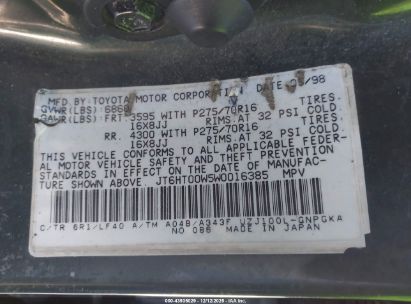 MFD.BY:TOYOTA MOTOR CORPORATION DATE 05/98
GVWR(LBS) 6860
GAWR(LBS): FRT 3595 WITH P275/70R16 TIRES
16X8JJ RIMS.AT 32 PSI COLD
RR. 4300 WITH P275/70R16 TIRES
16X8JJ RIMS.AT 32 PSI COLD.
THIS VEHICLE CONFORMS TO ALL APPLICABLE FEDER-
AL MOTOR VEHICLE SAFETY AND THEFT PREVENTION
STANDARDS IN EFFECT ON THE DATE OF MANUFAC-
TURE SHOWN ABOVE. JT6HT00W5W0016385 MPV
C/TR 6R1/LF40 A/TM A04B/A343F UZJ100L-GNPGKA
NO 086 MADE IN JAPAN